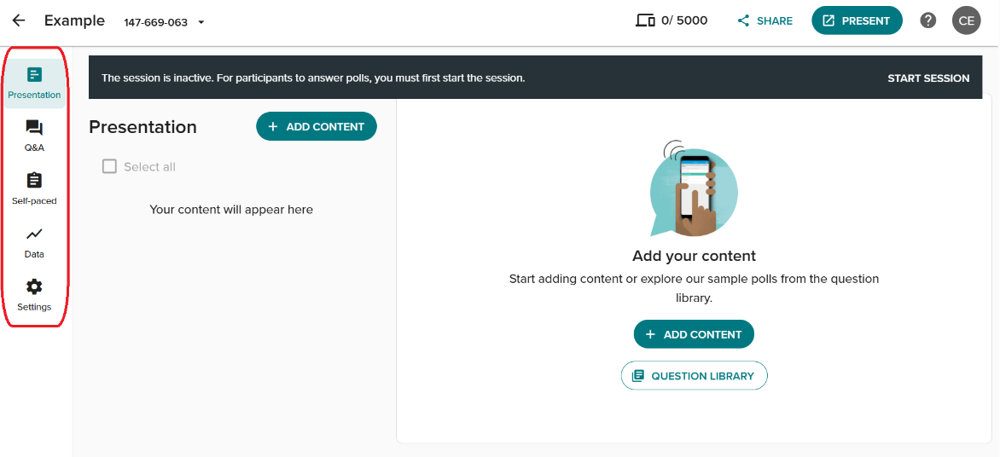 Example 147-669-063 0/ 5000 SHARE PRESENT CE
The session is inactive. For participants to answer polls, you must first start the session. START SESSION
Presentation
Q&A
Self-paced
Data
Settings
Presentation ADD CONTENT
Select all
Your content will appear here
Add your content
Start adding content or explore our sample polls from the question
library.
ADD CONTENT
QUESTION LIBRARY